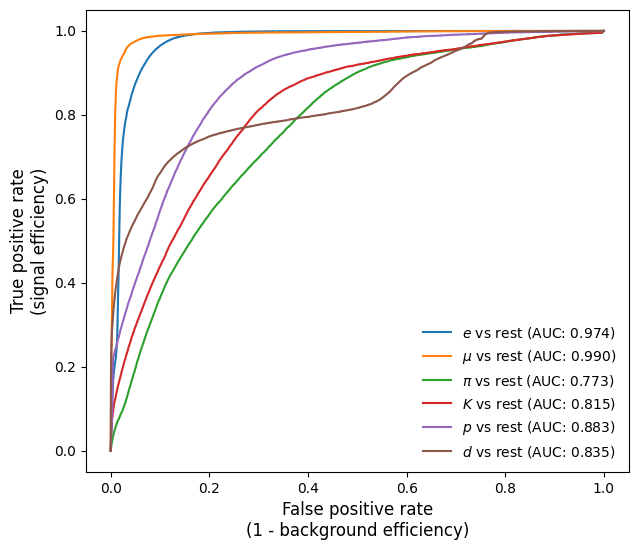 True positive rate
(signal efficiency)
1.0
0.8
0.6
0.4
0.2
0.0
e vs rest (AUC: 0.974)
μ vs rest (AUC: 0.990)
π vs rest (AUC: 0.773)
K vs rest (AUC: 0.815)
p vs rest (AUC: 0.883)
d vs rest (AUC: 0.835)
0.0 0.2 0.4 0.6 0.8 1.0
False positive rate
(1 - background efficiency)